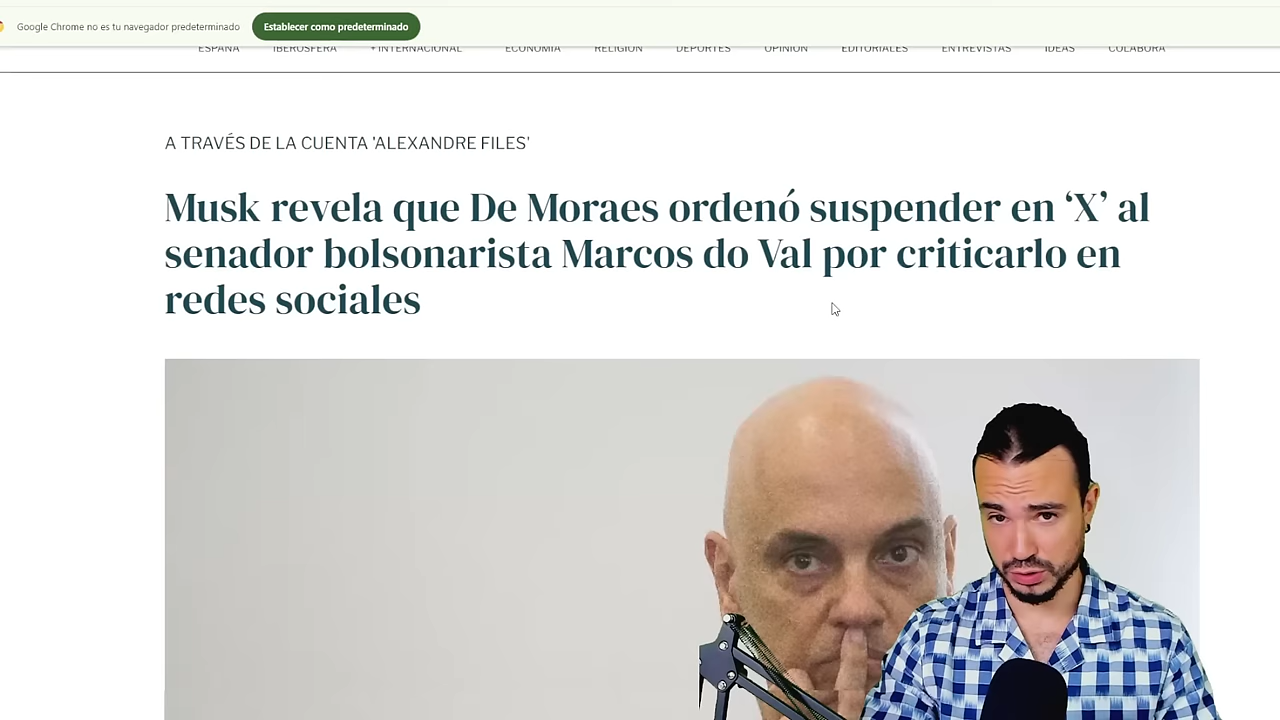 Google Chrome no es tu navegador predeterminado Establecer como predeterminado
ESPAÑA IBEROSFERA + INTERNACIONAL ECONOMÍA RELIGIÓN DEPORTES OPINIÓN EDITORIALES ENTREVISTAS IDEAS COLABORA
A TRAVÉS DE LA CUENTA 'ALEXANDRE FILES'
Musk revela que De Moraes ordenó suspender en ‘X’ al
senador bolsonarista Marcos do Val por criticarlo en
redes sociales